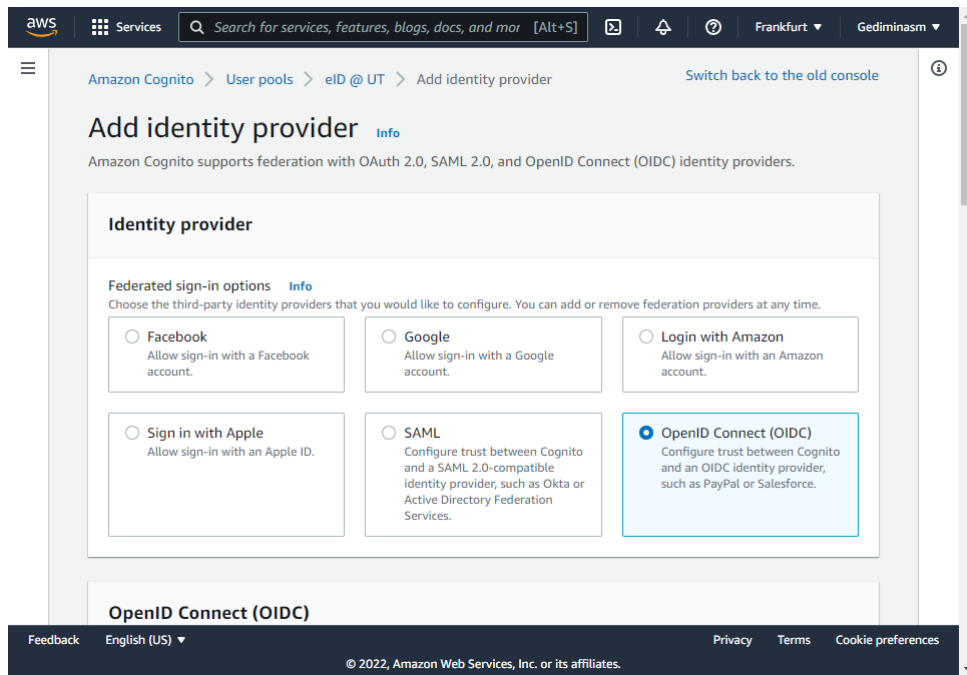 aws
Services
Search for services, features, blogs, docs, and mor [Alt+S]
Frankfurt ▼
Gediminasm ▼
Amazon Cognito > User pools > eID @ UT > Add identity provider
Switch back to the old console
Add identity provider Info
Amazon Cognito supports federation with OAuth 2.0, SAML 2.0, and OpenID Connect (OIDC) identity providers.
Identity provider
Federated sign-in options Info
Choose the third-party identity providers that you would like to configure. You can add or remove federation providers at any time.
Facebook
Allow sign-in with a Facebook
account.
Google
Allow sign-in with a Google
account.
Login with Amazon
Allow sign-in with an Amazon
account.
Sign in with Apple
Allow sign-in with an Apple ID.
SAML
Configure trust between Cognito
and a SAML 2.0-compatible
identity provider, such as Okta or
Active Directory Federation
Services.
OpenID Connect (OIDC)
Configure trust between Cognito
and an OIDC identity provider,
such as PayPal or Salesforce.
OpenID Connect (OIDC)
Feedback
English (US) ▼
Privacy
Terms
Cookie preferences
© 2022, Amazon Web Services, Inc. or its affiliates.